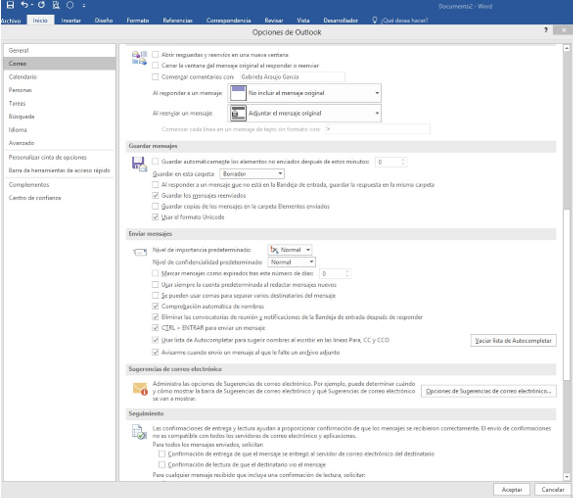 Documento2 - Word
Archivo Inicio Insertar Diseño Formato Referencias Correspondencia Revisar Vista Desarrollador ¿Qué desea hacer?
Opciones de Outlook
? ×
General
Correo
Calendario
Personas
Tareas
Búsqueda
Idioma
Avanzado
Personalizar cinta de opciones
Barra de herramientas de acceso rápido
Complementos
Centro de confianza
Abrir respuestas y reenvíos en una nueva ventana
Cerrar la ventana del mensaje original al responder o reenviar
Comenzar comentarios con: Gabriela Araujo García
Al responder a un mensaje: No incluir el mensaje original
Al reenviar un mensaje: Adjuntar el mensaje original
Comenzar cada línea en un mensaje de texto sin formato con: >
Guardar mensajes
Guardar automáticamente los elementos no enviados después de estos minutos: 0
Guardar en esta carpeta: Borrador
Al responder a un mensaje que no está en la Bandeja de entrada, guardar la respuesta en la misma carpeta
Guardar los mensajes reenviados
Guardar copias de los mensajes en la carpeta Elementos enviados
Usar el formato Unicode
Enviar mensajes
Nivel de importancia predeterminado: Normal
Nivel de confidencialidad predeterminado: Normal
Marcar mensajes como expirados tras este número de días: 0
Usar siempre la cuenta predeterminada al redactar mensajes nuevos
Se pueden usar comas para separar varios destinatarios del mensaje
Comprobación automática de nombres
Eliminar las convocatorias de reunión y notificaciones de la Bandeja de entrada después de responder
CTRL + ENTRAR para enviar un mensaje
Usar lista de Autocompletar para sugerir nombres al escribir en las líneas Para, CC y CCO Vaciar lista de Autocompletar
Avisarme cuando envío un mensaje al que le falte un archivo adjunto
Sugerencias de correo electrónico
Administra las opciones de Sugerencias de correo electrónico. Por ejemplo, puede determinar cuándo
y cómo mostrar la barra de Sugerencias de correo electrónico y qué Sugerencias de correo electrónico
se van a mostrar.
Opciones de Sugerencias de correo electrónico...
Seguimiento
Las confirmaciones de entrega y lectura ayudan a proporcionar confirmación de que los mensajes se recibieron correctamente. El envío de confirmaciones
no es compatible con todos los servidores de correo electrónico y aplicaciones.
Para todos los mensajes enviados, solicitar:
Confirmación de entrega de que el mensaje se entregó al servidor de correo electrónico del destinatario
Confirmación de lectura de que el destinatario vio el mensaje
Para cualquier mensaje recibido que incluya una confirmación de lectura, solicitar:
Aceptar Cancelar